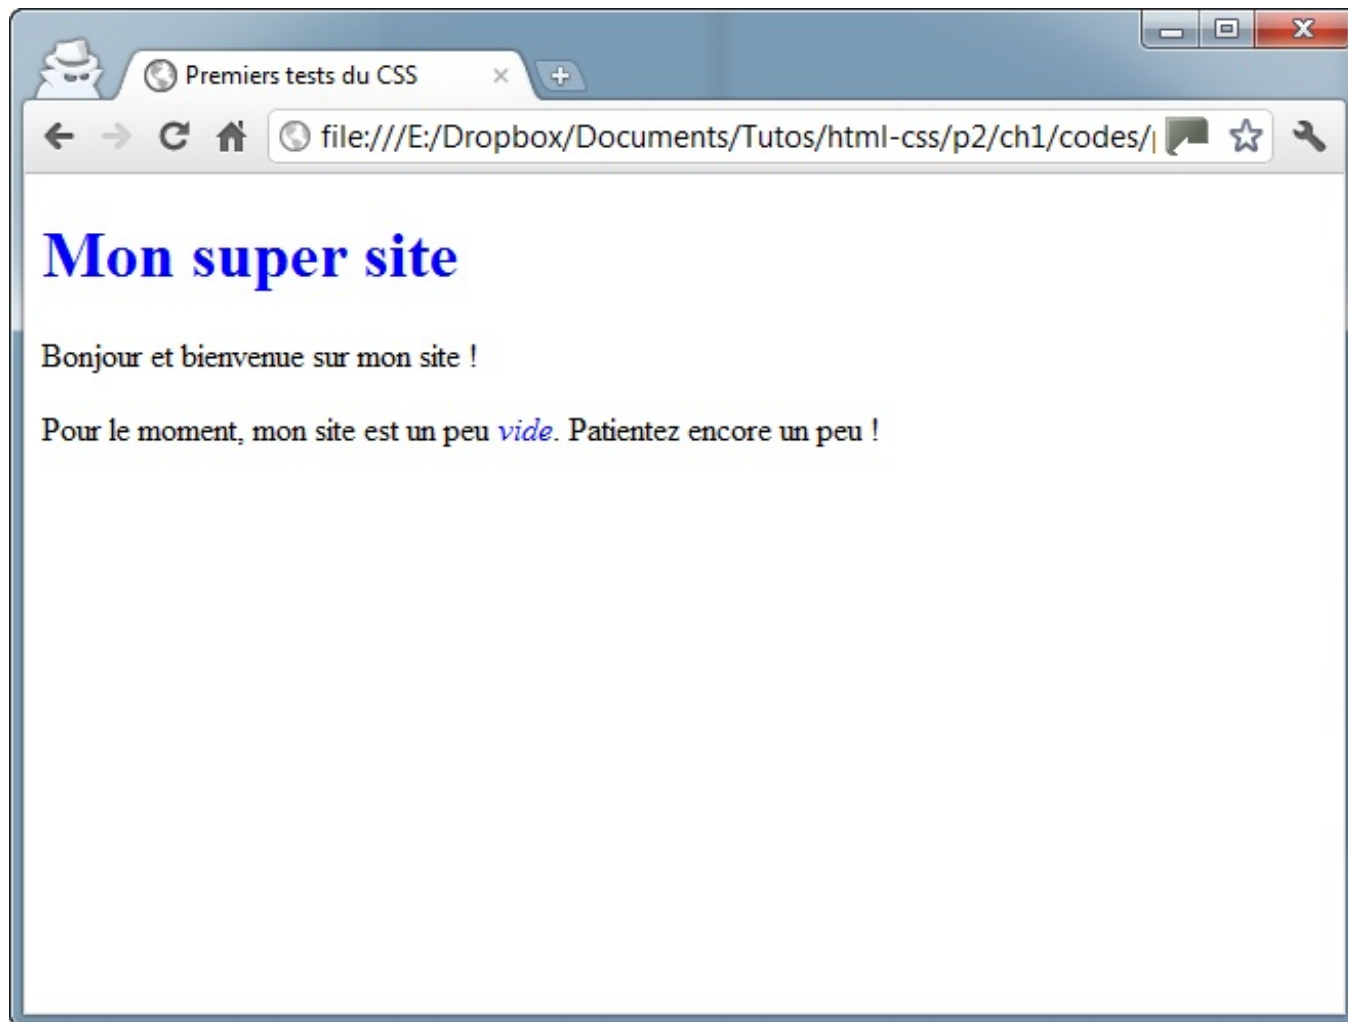 Premiers tests du CSS
file:///E:/Dropbox/Documents/Tutos/html-css/p2/ch1/codes/
Mon super site
Bonjour et bienvenue sur mon site !
Pour le moment, mon site est un peu vide. Patientez encore un peu !